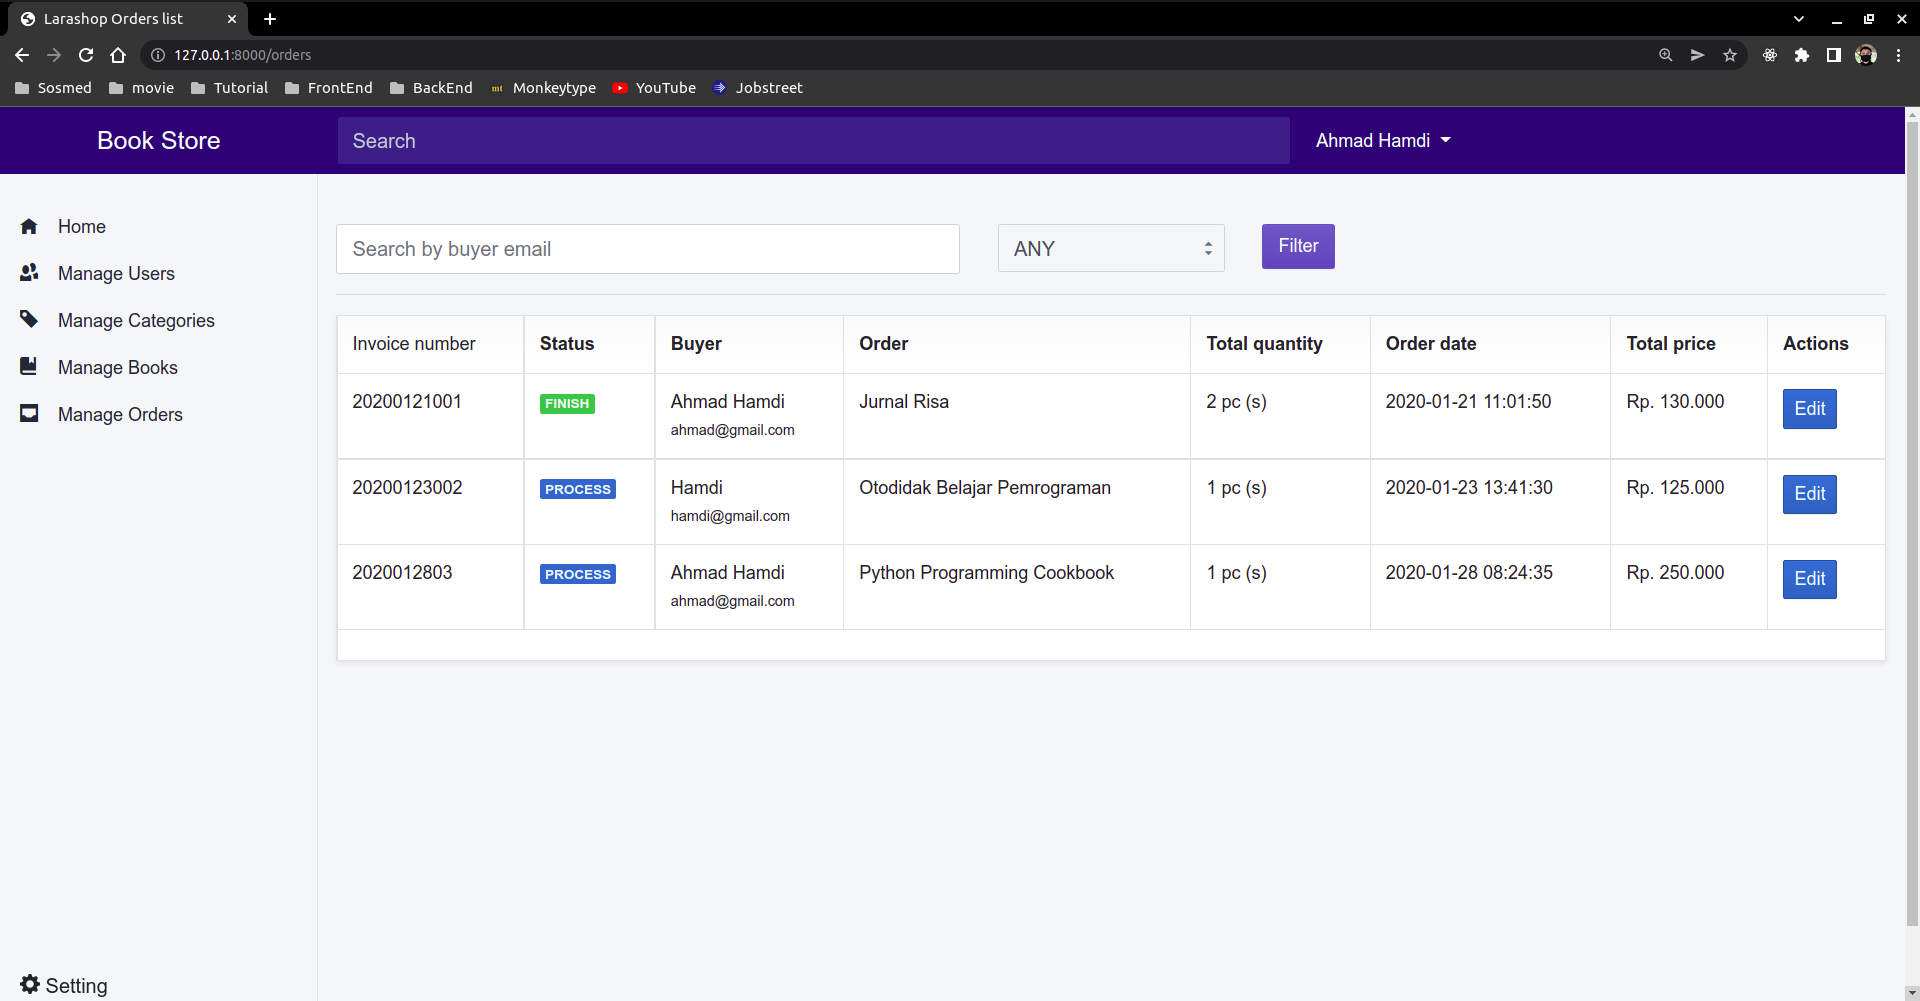 Larashop Orders list
127.0.0.1:8000/orders
Sosmed movie Tutorial FrontEnd BackEnd mt Monkeytype YouTube Jobstreet
Book Store Search Ahmad Hamdi
Home
Manage Users
Manage Categories
Manage Books
Manage Orders
Setting
Search by buyer email ANY Filter
Invoice number Status Buyer Order Total quantity Order date Total price Actions
20200121001 FINISH Ahmad Hamdi Jurnal Risa 2 pc (s) 2020-01-21 11:01:50 Rp. 130.000 Edit
ahmad@gmail.com
20200123002 PROCESS Hamdi Otodidak Belajar Pemrograman 1 pc (s) 2020-01-23 13:41:30 Rp. 125.000 Edit
hamdi@gmail.com
2020012803 PROCESS Ahmad Hamdi Python Programming Cookbook 1 pc (s) 2020-01-28 08:24:35 Rp. 250.000 Edit
ahmad@gmail.com